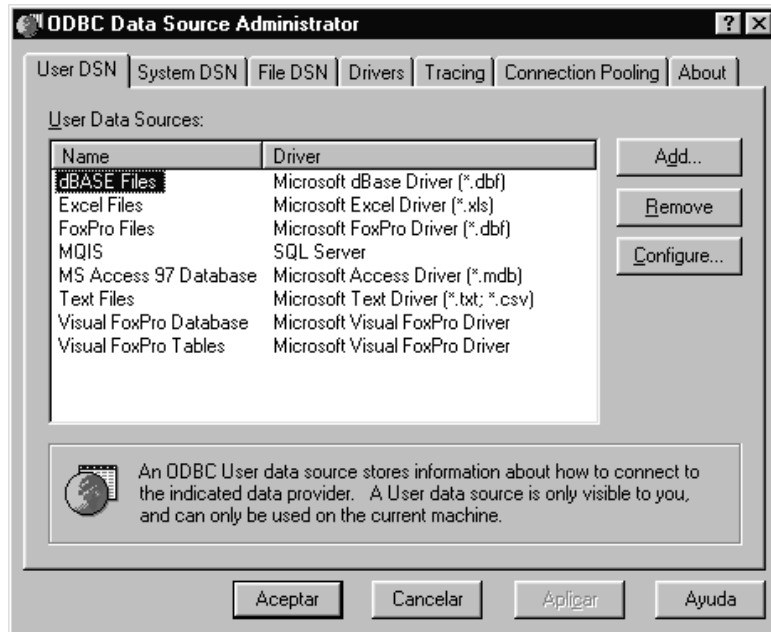 ODBC Data Source Administrator
User DSN System DSN File DSN Drivers Tracing Connection Pooling About
User Data Sources:
Name Driver
dBASE Files Microsoft dBase Driver (*.dbf)
Excel Files Microsoft Excel Driver (*.xls)
FoxPro Files Microsoft FoxPro Driver (*.dbf)
MQIS SQL Server
MS Access 97 Database Microsoft Access Driver (*.mdb)
Text Files Microsoft Text Driver (*.txt; *.csv)
Visual FoxPro Database Microsoft Visual FoxPro Driver
Visual FoxPro Tables Microsoft Visual FoxPro Driver
Add...
Remove
Configure...
An ODBC User data source stores information about how to connect to
the indicated data provider. A User data source is only visible to you,
and can only be used on the current machine.
Aceptar Cancelar Aplicar Ayuda